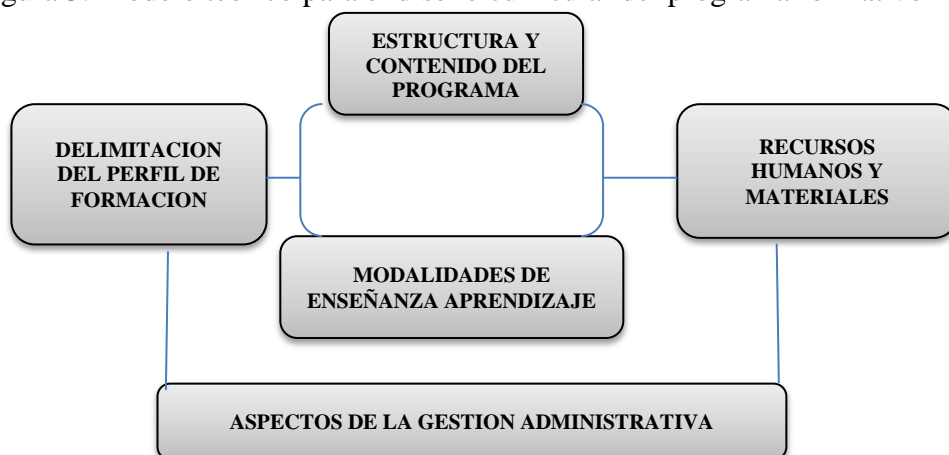 ESTRUCTURA Y
CONTENIDO DEL
PROGRAMA
DELIMITACION
DEL PERFIL DE
FORMACION
RECURSOS
HUMANOS Y
MATERIALES
MODALIDADES DE
ENSEÑANZA APRENDIZAJE
ASPECTOS DE LA GESTION ADMINISTRATIVA